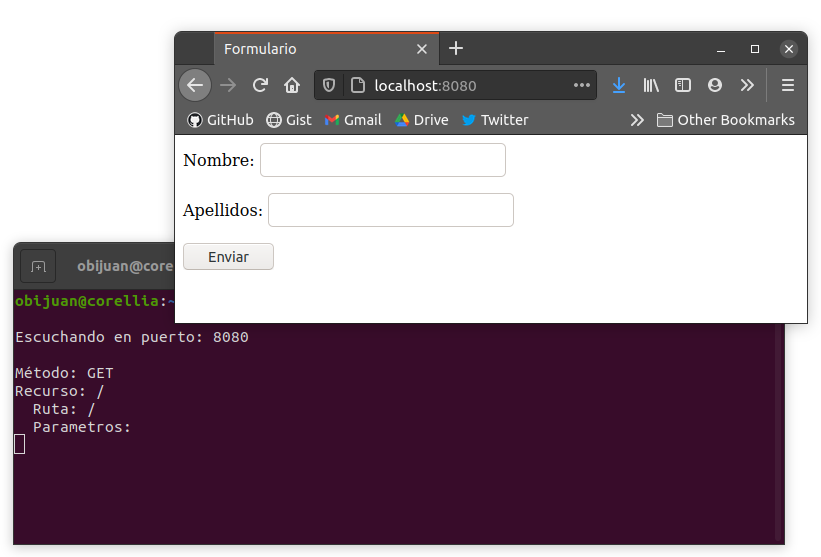 Formulario
localhost:8080
GitHub Gist Gmail Drive Twitter Other Bookmarks
Nombre:
Apellidos:
Enviar
obijuan@core
obijuan@corellia:~
Escuchando en puerto: 8080
Método: GET
Recurso: /
Ruta: /
Parametros: